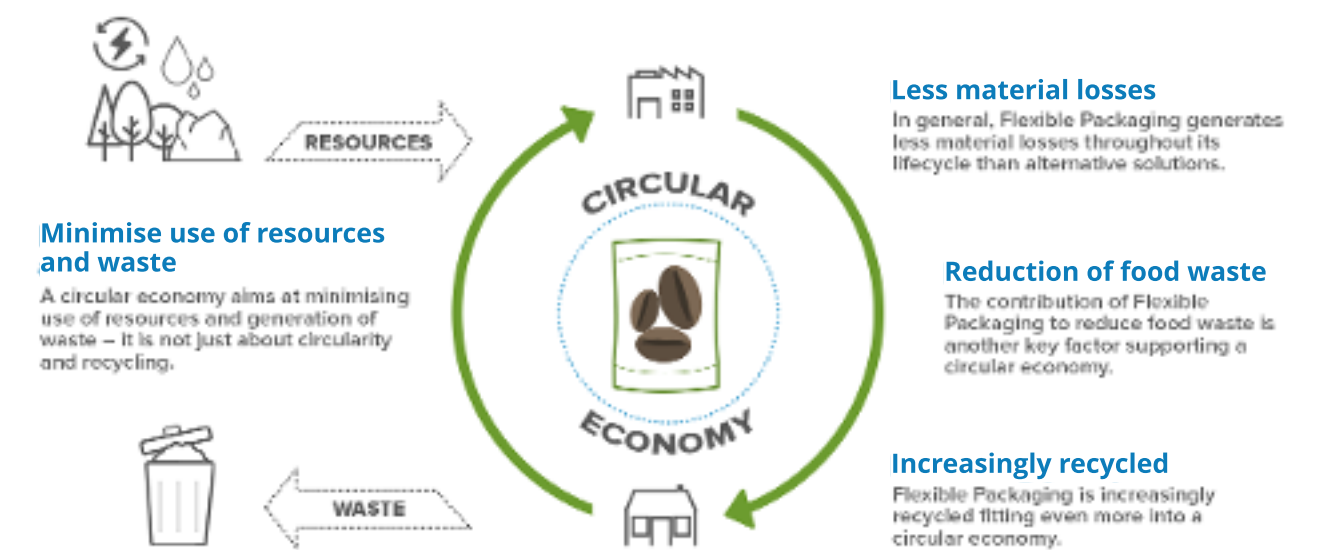 RESOURCES
Minimise use of resources
and waste
A circular economy aims at minimising
use of resources and generation of
waste – it is not just about circularity
and recycling.
WASTE
CIRCULAR
ECONOMY
Less material losses
In general, Flexible Packaging generates
less material losses throughout its
lifecycle than alternative solutions.
Reduction of food waste
The contribution of Flexible
Packaging to reduce food waste is
another key factor supporting a
circular economy.
Increasingly recycled
Flexible Packaging is increasingly
recycled fitting even more into a
circular economy.